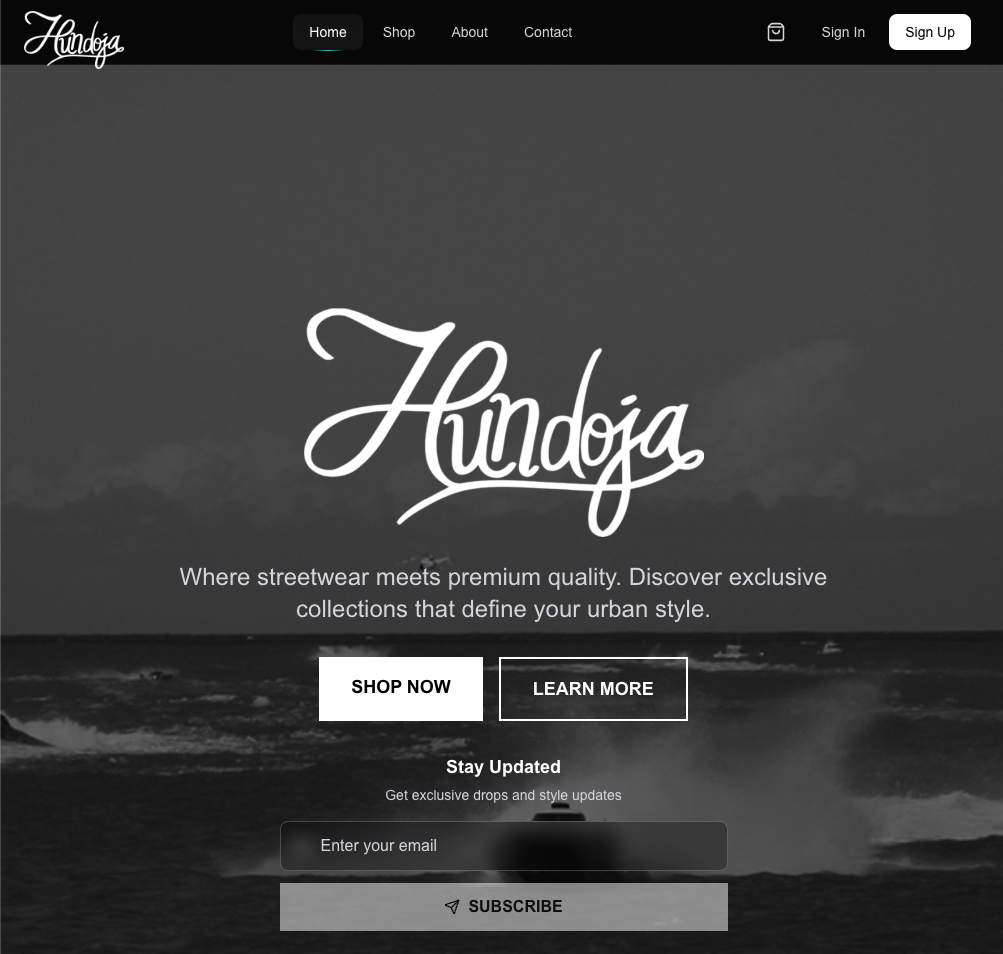 Hundoja
Home
Shop
About
Contact
Sign In
Sign Up
Hundoja
Where streetwear meets premium quality. Discover exclusive
collections that define your urban style.
SHOP NOW
LEARN MORE
Stay Updated
Get exclusive drops and style updates
Enter your email
SUBSCRIBE